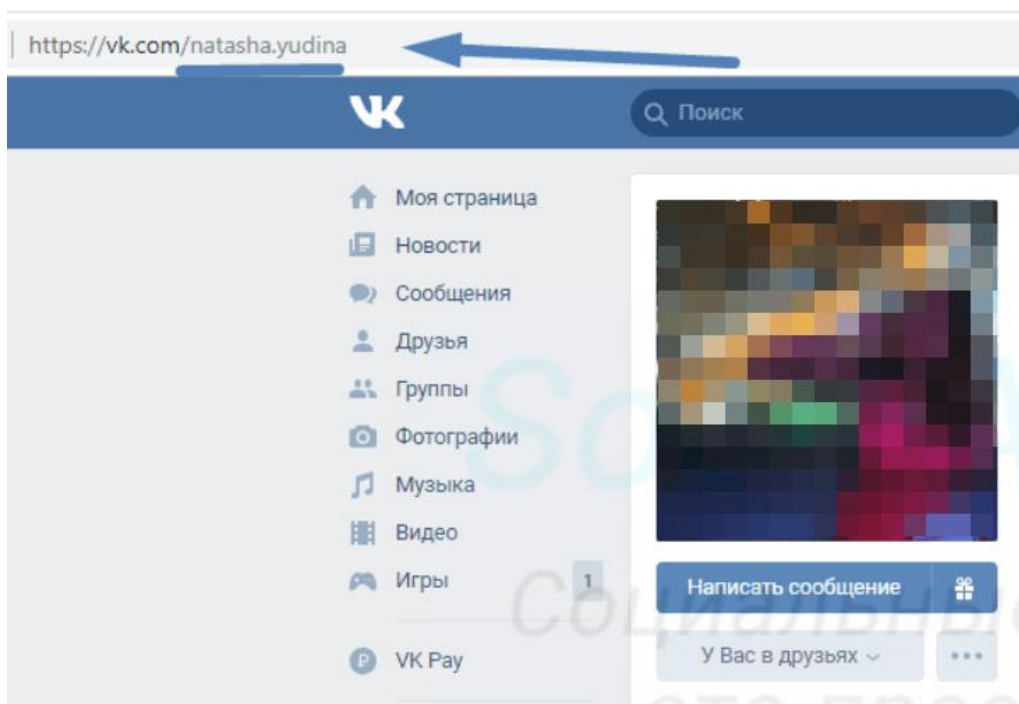 https://vk.com/natasha.yudina
Поиск
Моя страница
Новости
Сообщения
Друзья
Группы
Фотографии
Музыка
Видео
Игры 1
VK Pay
Написать сообщение
У Вас в друзьях
Социальные